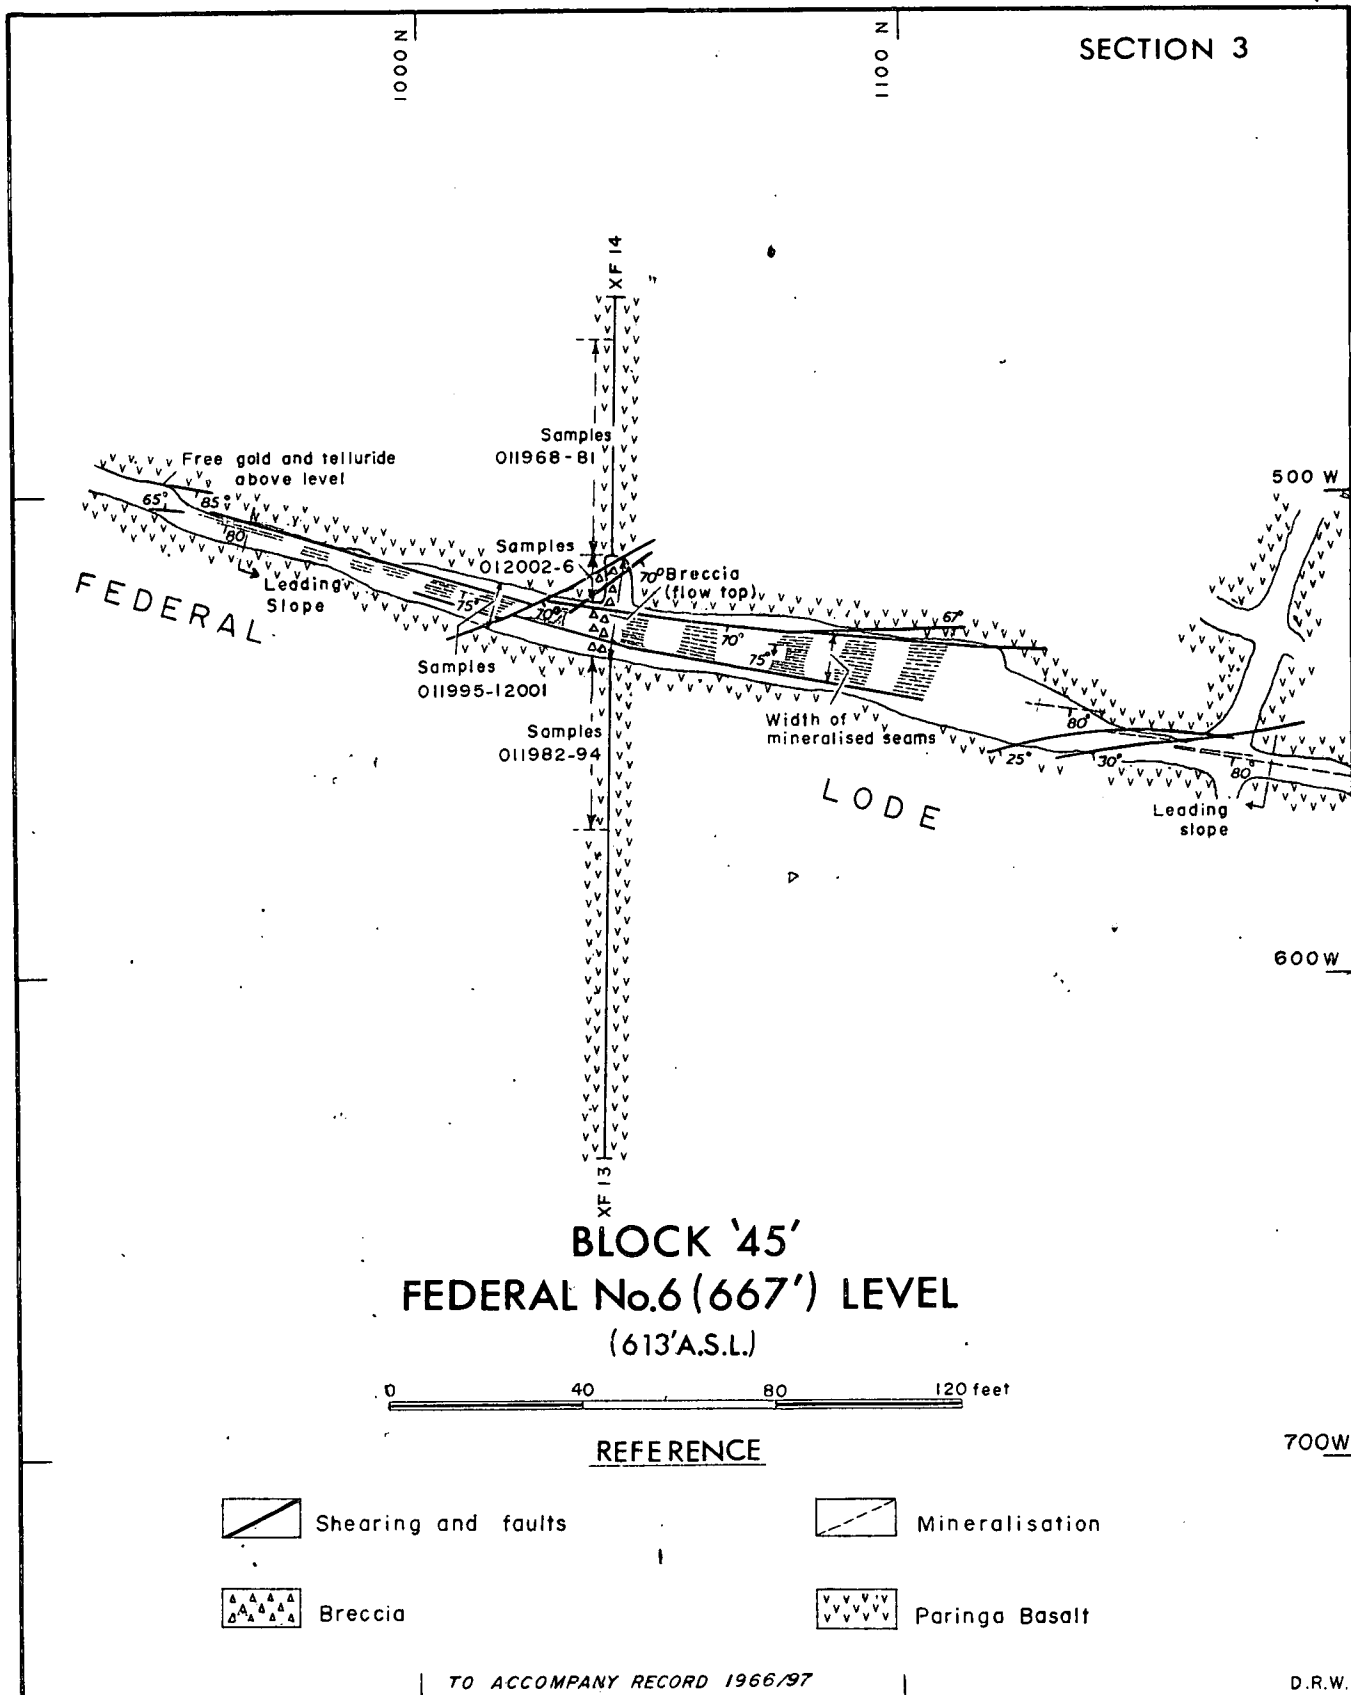 SECTION 3
1000 N
1100 N
XF 14
Samples
011968-81
Free gold and telluride
above level
500 W
65°
85°
80
Samples
012002-6
Leading
Slope
FEDERAL
75°
70°
70°
Breccia
(flow top)
67°
70°
75°
Samples
011995-12001
Width of
mineralised seams
Samples
011982-94
80°
25°
30°
80°
LODE
Leading
slope
600 W
XF 13
BLOCK '45'
FEDERAL No.6 (667') LEVEL
(613'A.S.L.)
0 40 80 120 feet
REFERENCE
700W
Shearing and faults
Mineralisation
Breccia
Paringa Basalt
TO ACCOMPANY RECORD 1966/97
D.R.W.